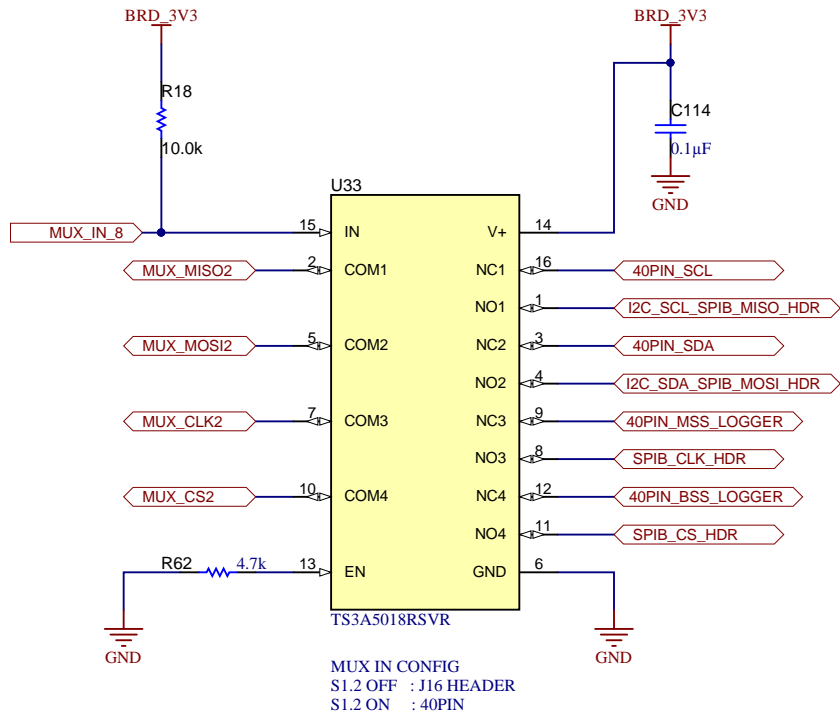 BRD_3V3
BRD_3V3
R18
10.0k
C114
0.1µF
GND
U33
MUX_IN_8
15
IN
V+
14
MUX_MISO2
2
COM1
NC1
16
40PIN_SCL
NO1
1
I2C_SCL_SPIB_MISO_HDR
MUX_MOSI2
5
COM2
NC2
3
40PIN_SDA
NO2
4
I2C_SDA_SPIB_MOSI_HDR
MUX_CLK2
7
COM3
NC3
9
40PIN_MSS_LOGGER
NO3
8
SPIB_CLK_HDR
MUX_CS2
10
COM4
NC4
12
40PIN_BSS_LOGGER
NO4
11
SPIB_CS_HDR
R62
4.7k
13
EN
GND
6
TS3A5018RSVR
GND
GND
MUX IN CONFIG
S1.2 OFF : J16 HEADER
S1.2 ON : 40PIN